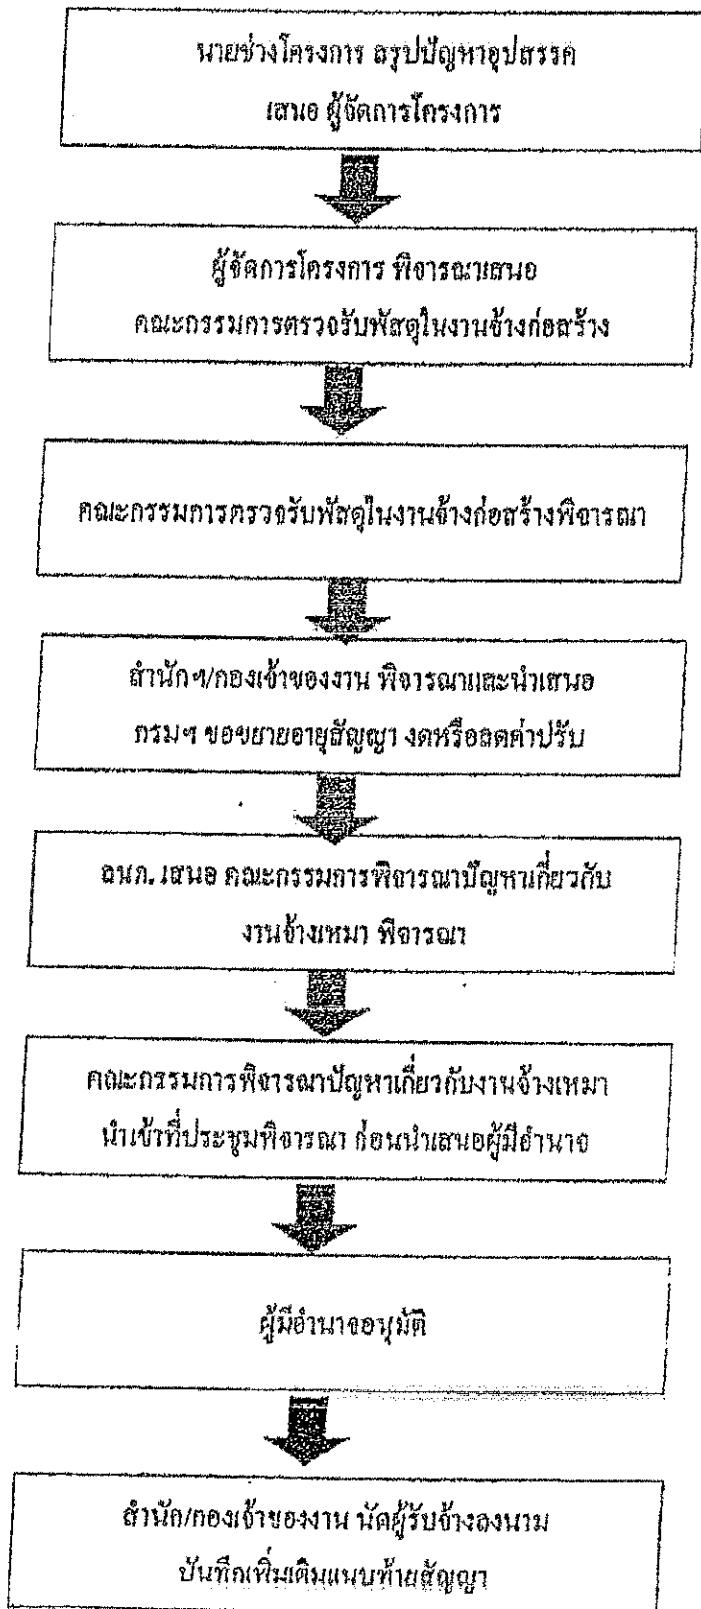 นายช่างโครงการ สรุปปัญหาอุปสรรค
เสนอ ผู้จัดการโครงการ
ผู้จัดการโครงการ พิจารณาเสนอ
คณะกรรมการตรวจรับพัสดุในงานจ้างก่อสร้าง
คณะกรรมการตรวจรับพัสดุในงานจ้างก่อสร้างพิจารณา
สำนักฯ/กองเจ้าของงาน พิจารณาและนำเสนอ
กรมฯ ขอขยายอายุสัญญา งดหรือลดค่าปรับ
อนก. เสนอ คณะกรรมการพิจารณาปัญหาเกี่ยวกับ
งานจ้างเหมา พิจารณา
คณะกรรมการพิจารณาปัญหาเกี่ยวกับงานจ้างเหมา
นำเข้าที่ประชุมพิจารณา ก่อนนำเสนอผู้มีอำนาจ
ผู้มีอำนาจอนุมัติ
สำนัก/กองเจ้าของงาน นัดผู้รับจ้างลงนาม
บันทึกเพิ่มเติมแนบท้ายสัญญา